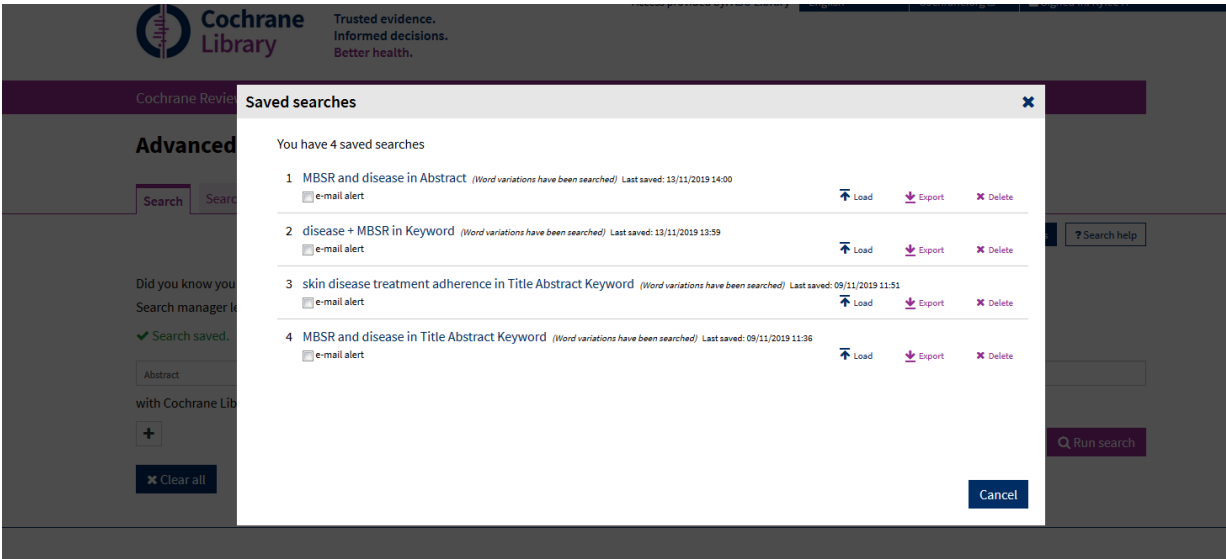 Cochrane
Library
Trusted evidence.
Informed decisions.
Better health.
English
Cochrane Review
Advanced
Search
Searc
Saved searches
You have 4 saved searches
1 MBSR and disease in Abstract (Word variations have been searched) Last saved: 13/11/2019 14:00
e-mail alert Load Export Delete
2 disease + MBSR in Keyword (Word variations have been searched) Last saved: 13/11/2019 13:59
e-mail alert Load Export Delete
3 skin disease treatment adherence in Title Abstract Keyword (Word variations have been searched) Last saved: 09/11/2019 11:51
e-mail alert Load Export Delete
4 MBSR and disease in Title Abstract Keyword (Word variations have been searched) Last saved: 09/11/2019 11:36
e-mail alert Load Export Delete
Cancel
? Search help
Did you know you
Search manager le
Search saved.
Abstract
with Cochrane Lib
+
Run search
Clear all